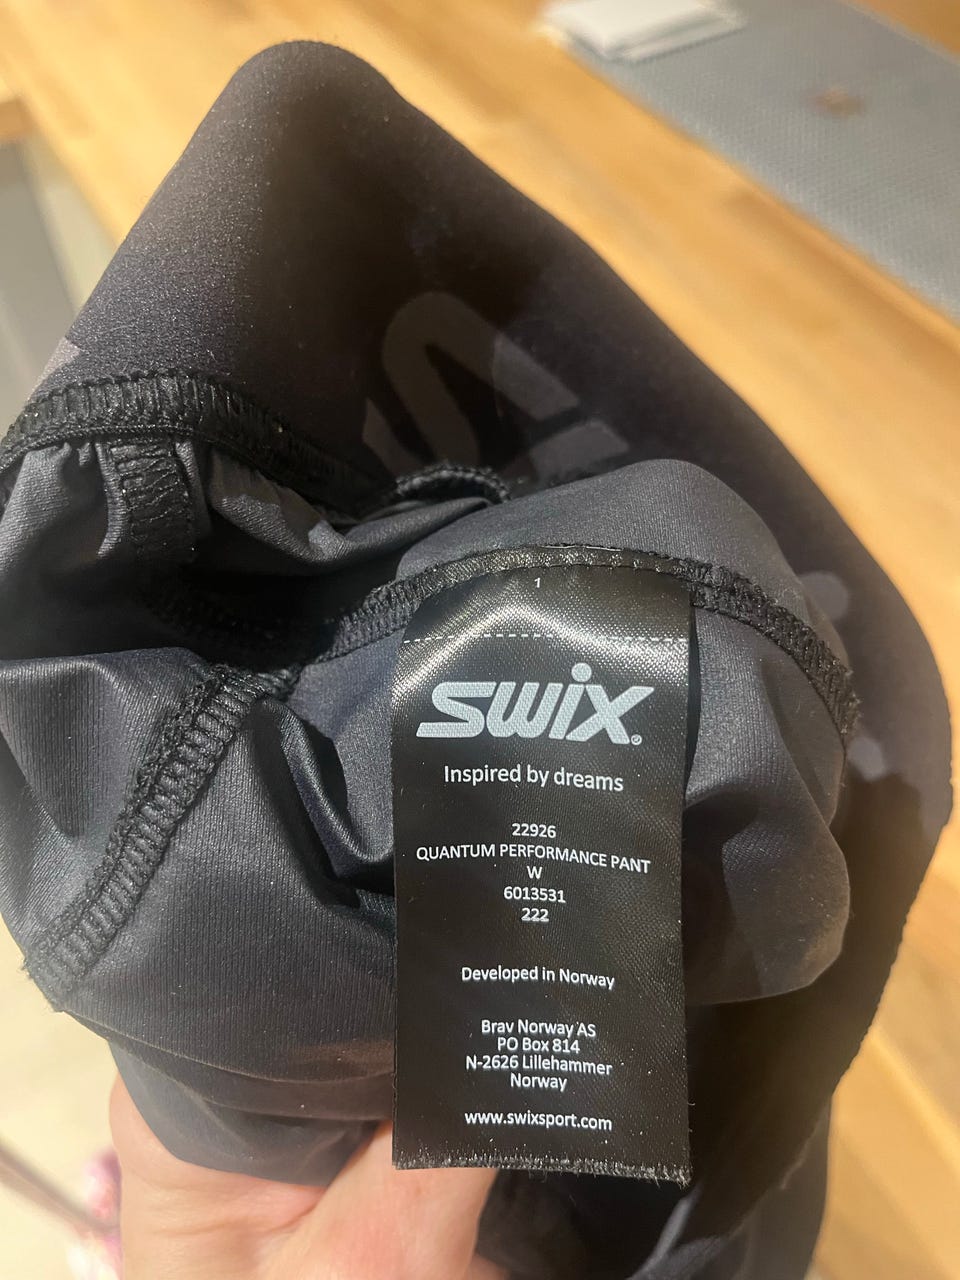 1
swix®
Inspired by dreams
22926
QUANTUM PERFORMANCE PANT
W
6013531
222
Developed in Norway
Brav Norway AS
PO Box 814
N-2626 Lillehammer
Norway
www.swixsport.com